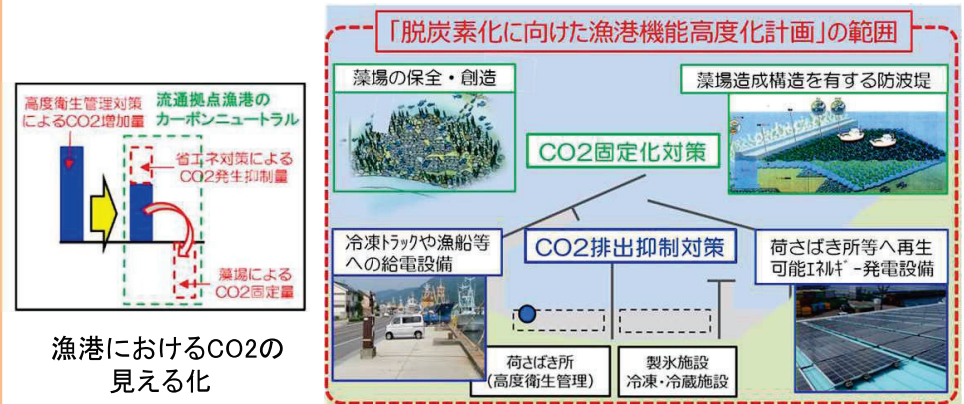 高度衛生管理対策
によるCO2増加量
流通拠点漁港の
カーボンニュートラル
省エネ対策による
CO2発生抑制量
藻場による
CO2固定量
漁港におけるCO2の
見える化
「脱炭素化に向けた漁港機能高度化計画」の範囲
藻場の保全・創造
藻場造成構造を有する防波堤
CO2固定化対策
冷凍トラックや漁船等
への給電設備
CO2排出抑制対策
荷さばき所等へ再生
可能エネルギー発電設備
荷さばき所
(高度衛生管理)
製氷施設
冷凍・冷蔵施設